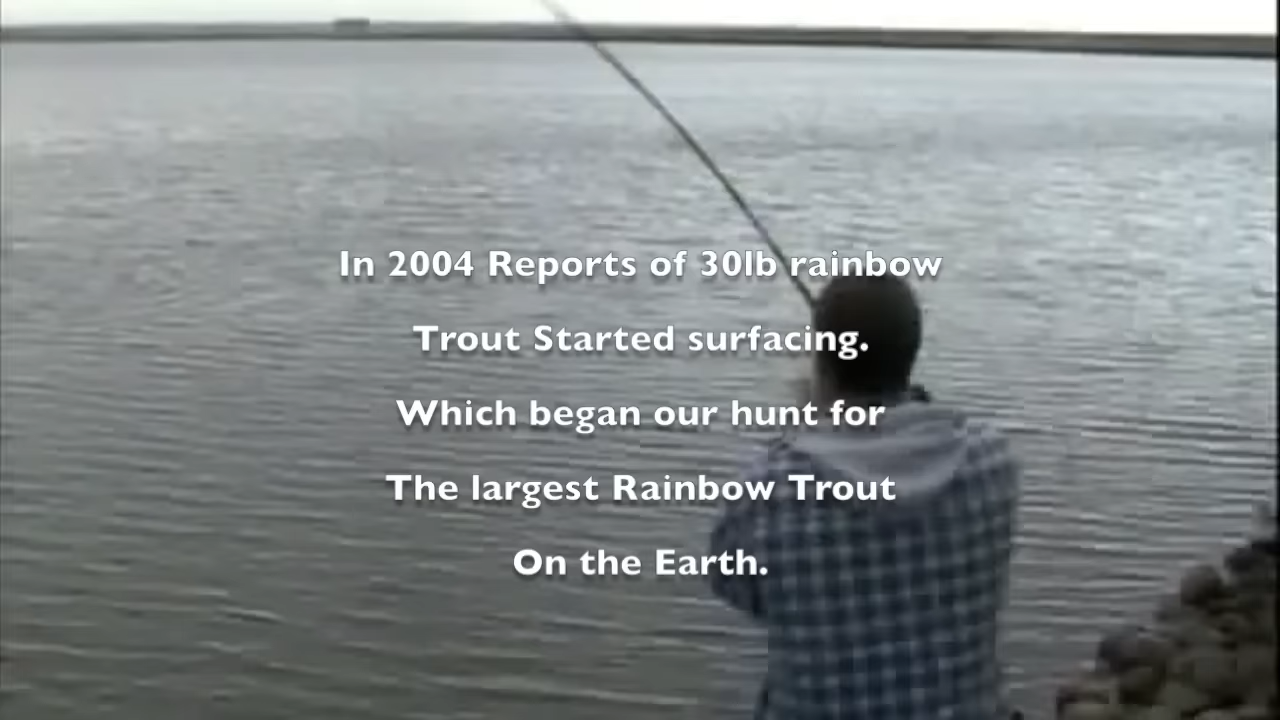 In 2004 Reports of 30lb rainbow
Trout Started surfacing.
Which began our hunt for
The largest Rainbow Trout
On the Earth.